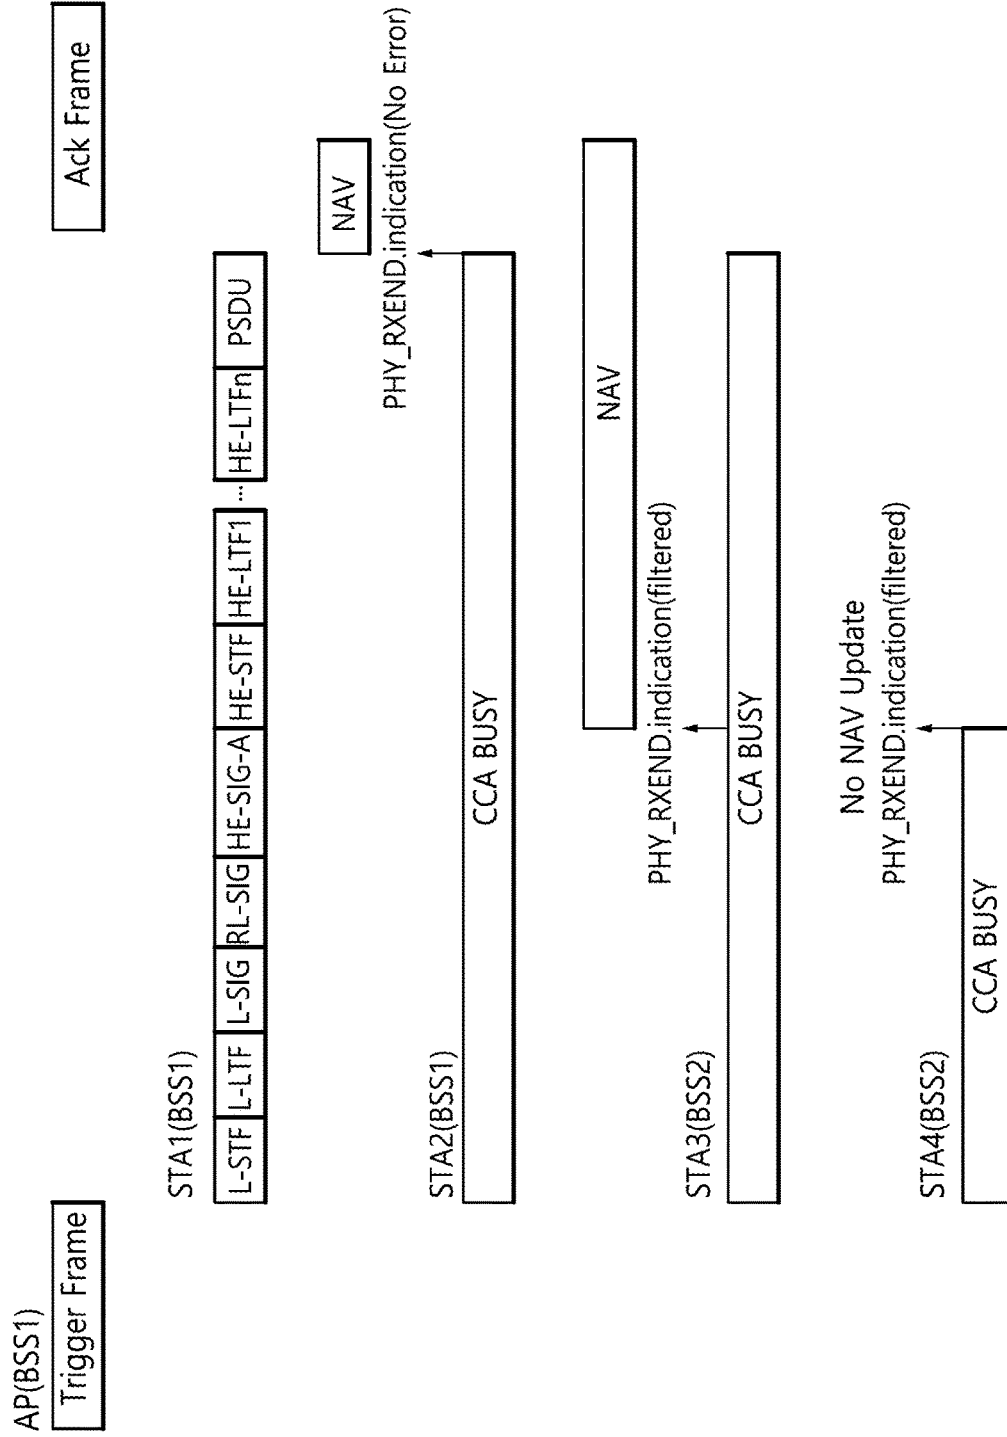 AP(BSS1)
Trigger Frame
Ack Frame
STA1(BSS1)
L-STF
L-LTF
L-SIG
RL-SIG
HE-SIG-A
HE-STF
HE-LTF1
...
HE-LTFn
PSDU
NAV
PHY_RXEND.indication(No Error)
STA2(BSS1)
CCA BUSY
NAV
PHY_RXEND.indication(filtered)
STA3(BSS2)
CCA BUSY
No NAV Update
PHY_RXEND.indication(filtered)
STA4(BSS2)
CCA BUSY